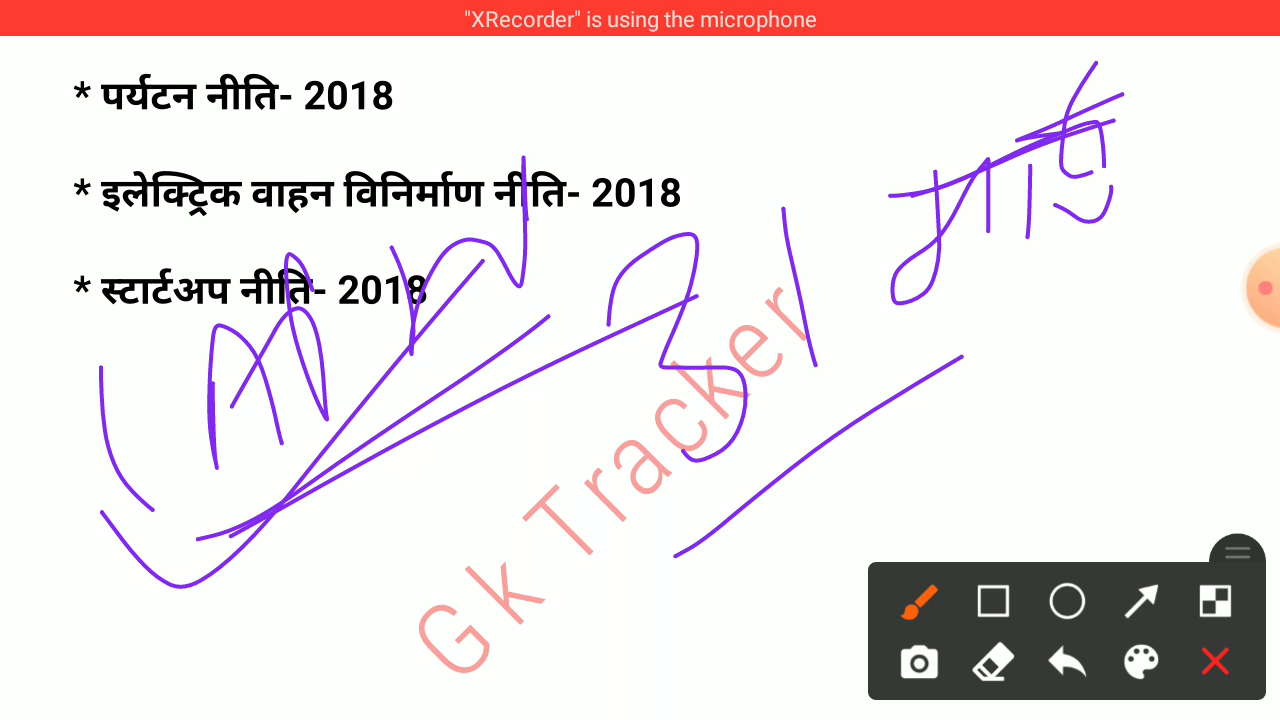 "XRecorder" is using the microphone
* पर्यटन नीति- 2018
* इलेक्ट्रिक वाहन विनिर्माण नीति- 2018
* स्टार्टअप नीति- 2018
Gk Tracker